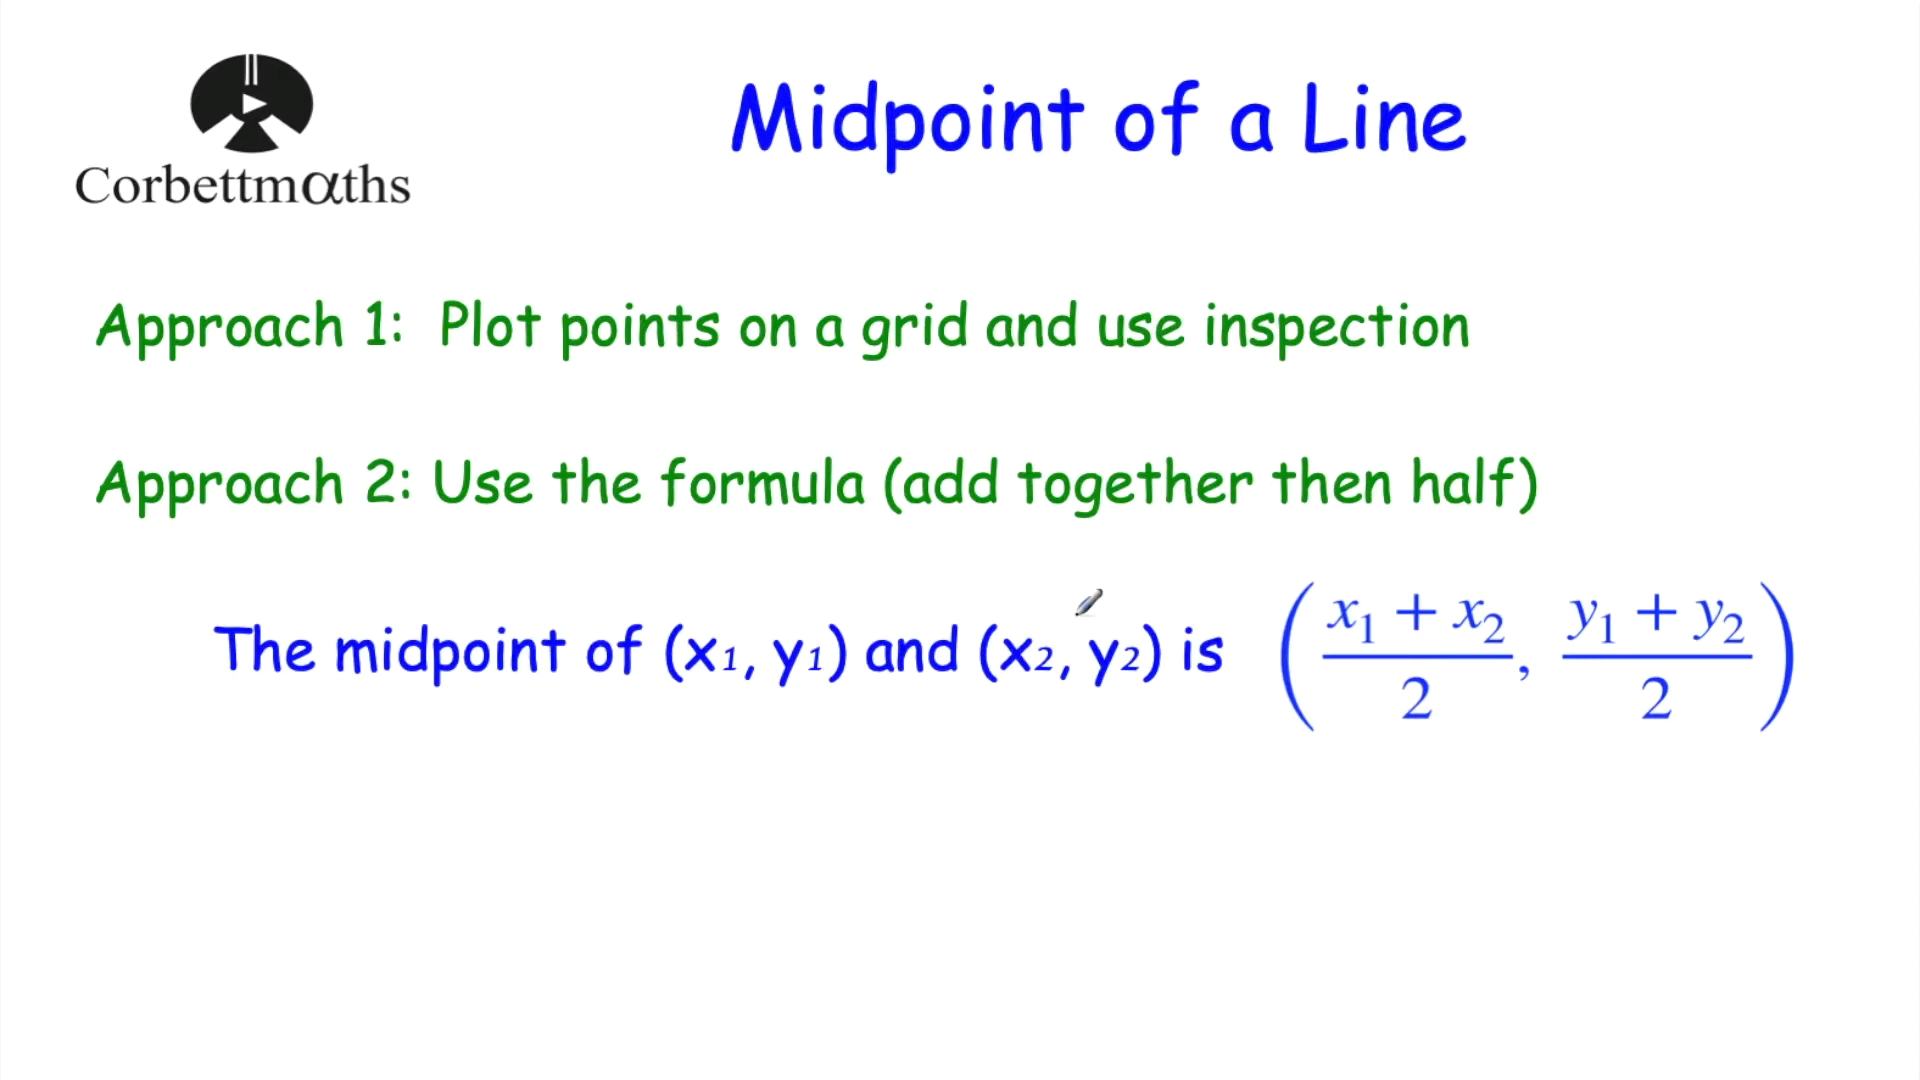 Corbettmαths
Midpoint of a Line
Approach 1: Plot points on a grid and use inspection
Approach 2: Use the formula (add together then half)
The midpoint of (x₁, y₁) and (x₂, y₂) is (x₁ + x₂ / 2, y₁ + y₂ / 2)